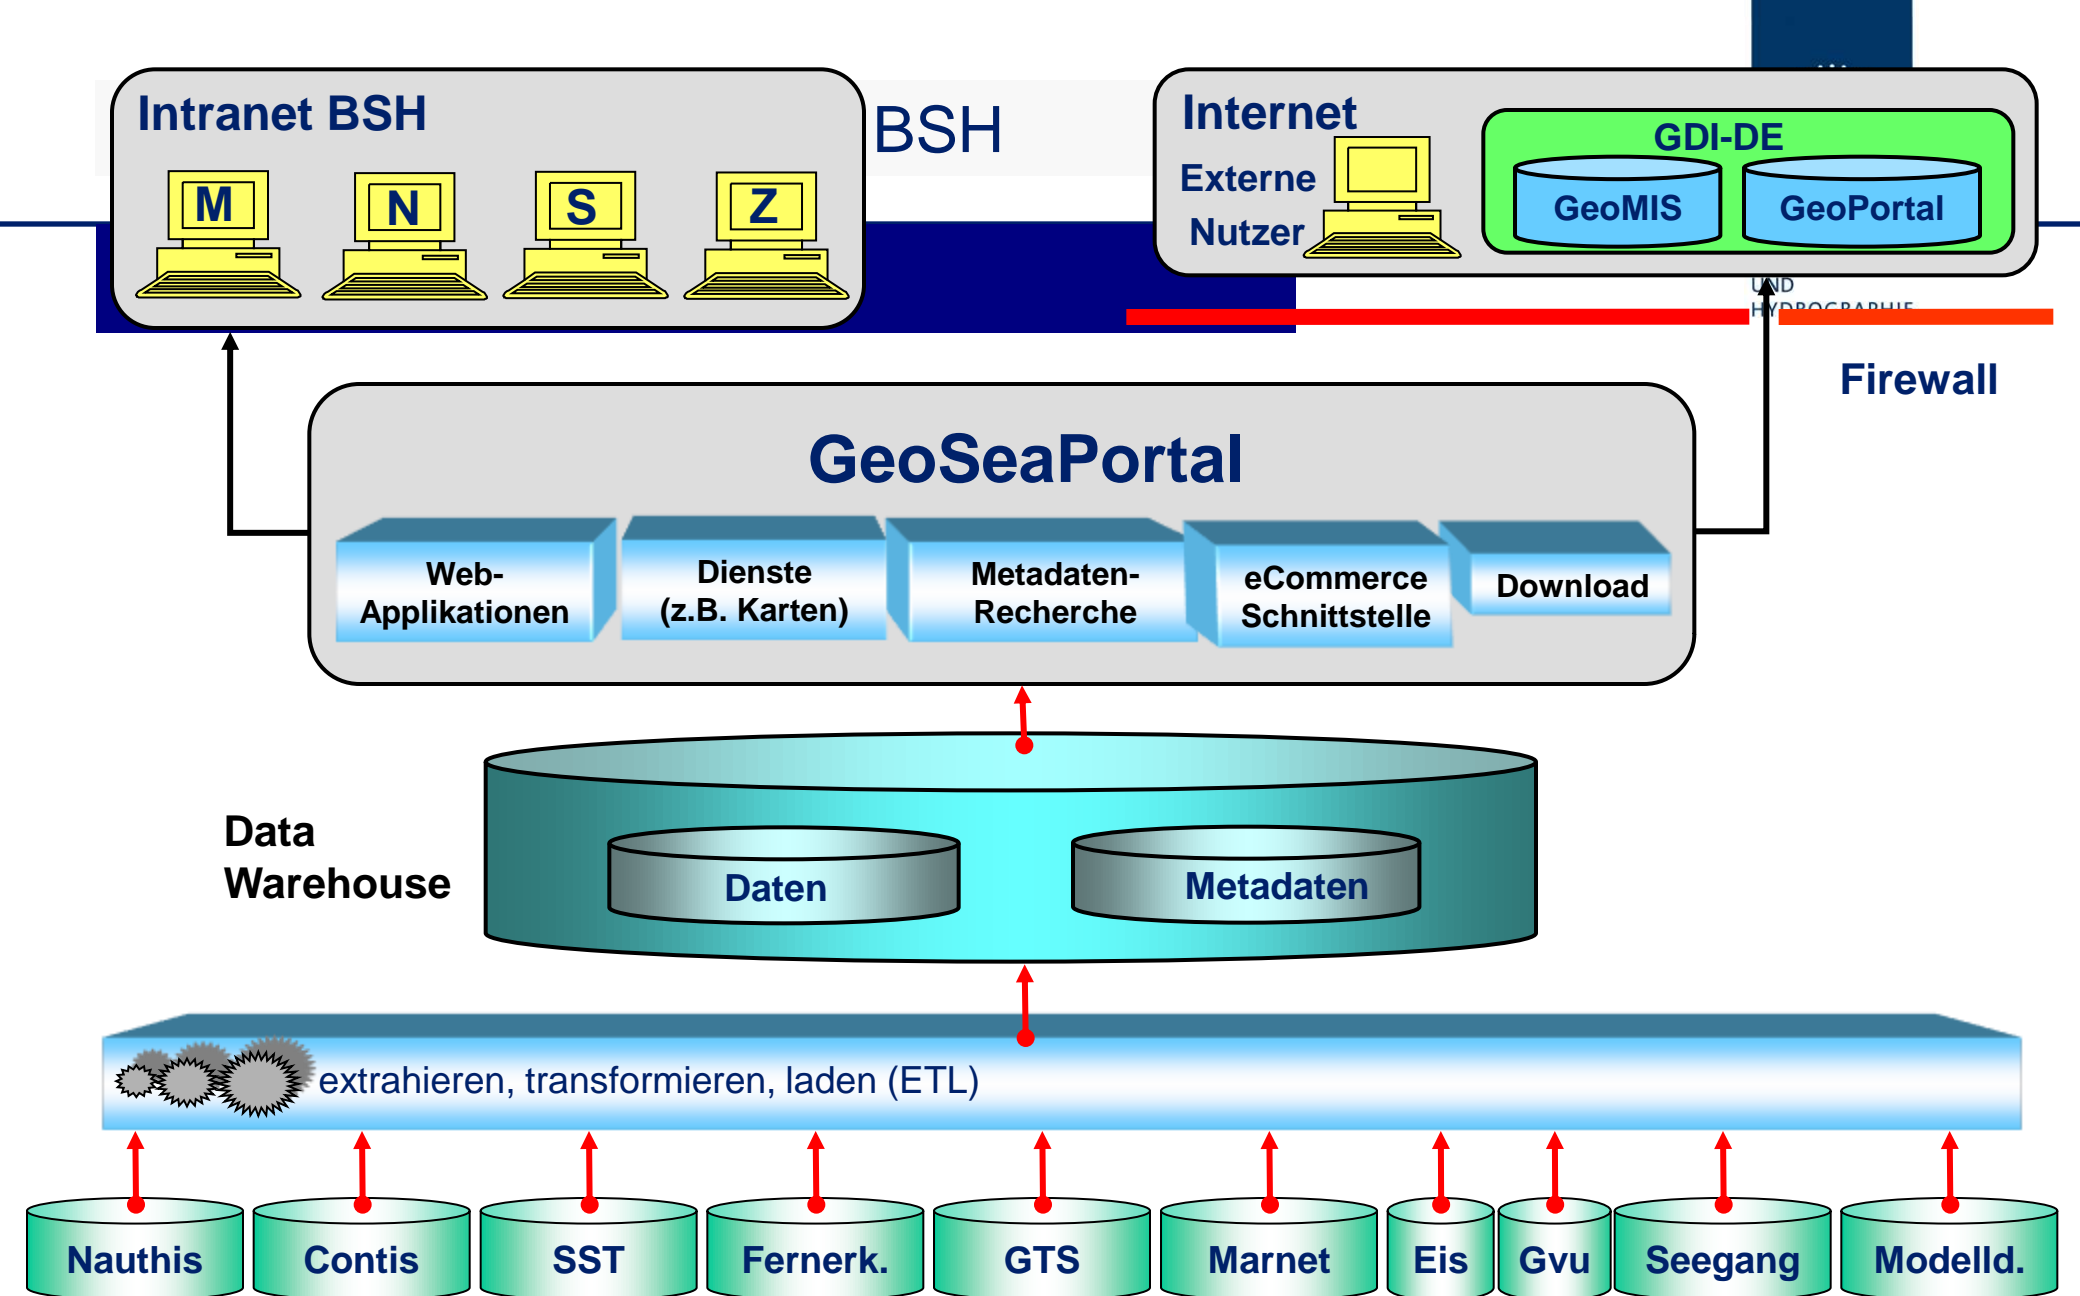 Intranet BSH
BSH
M
N
S
Z
Internet
Externe
Nutzer
GDI-DE
GeoMIS
GeoPortal
UND
HYDROGRAPHIE
Firewall
GeoSeaPortal
Web-
Applikationen
Dienste
(z.B. Karten)
Metadaten-
Recherche
eCommerce
Schnittstelle
Download
Data
Warehouse
Daten
Metadaten
extrahieren, transformieren, laden (ETL)
Nauthis
Contis
SST
Fernerk.
GTS
Marnet
Eis
Gvu
Seegang
Modelld.